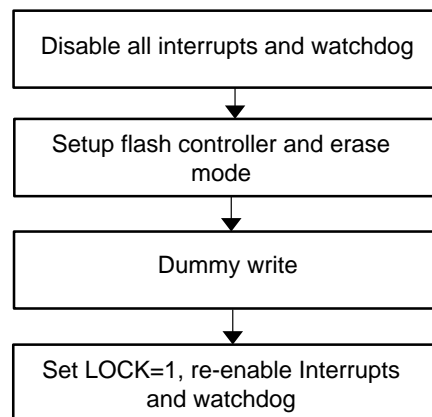 Disable all interrupts and watchdog
Setup flash controller and erase
mode
Dummy write
Set LOCK=1, re-enable Interrupts
and watchdog